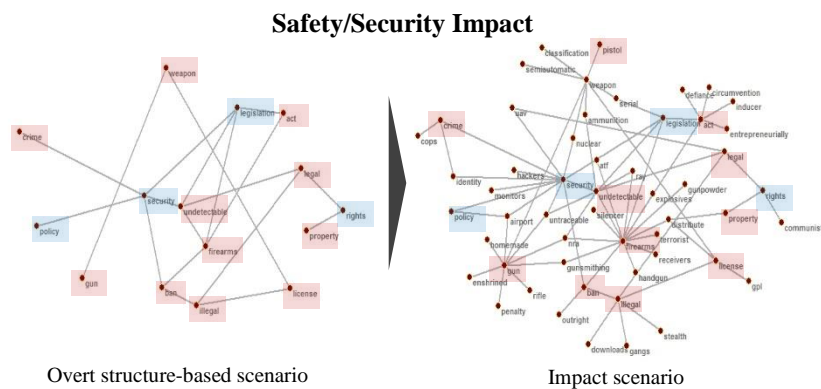 Safety/Security Impact
weapon
legislation
act
crime
legal
security
undetectable
rights
policy
property
firearms
gun
ban
license
illegal
Overt structure-based scenario
classification
pistol
semiautomatic
weapon
defiance
circumvention
serial
inducer
uav
ammunition
legislation
act
crime
entrepreneurially
nuclear
cops
legal
atf
hackers
ray
identity
security
gunpowder
monitors
undetectable
rights
explosives
policy
airport
untraceable
silencer
property
distribute
communis
homemade
nra
firearms
terrorist
gun
gunsmithing
receivers
license
enshrined
handgun
rifle
ban
gpl
penalty
illegal
outright
stealth
downloads
gangs
Impact scenario